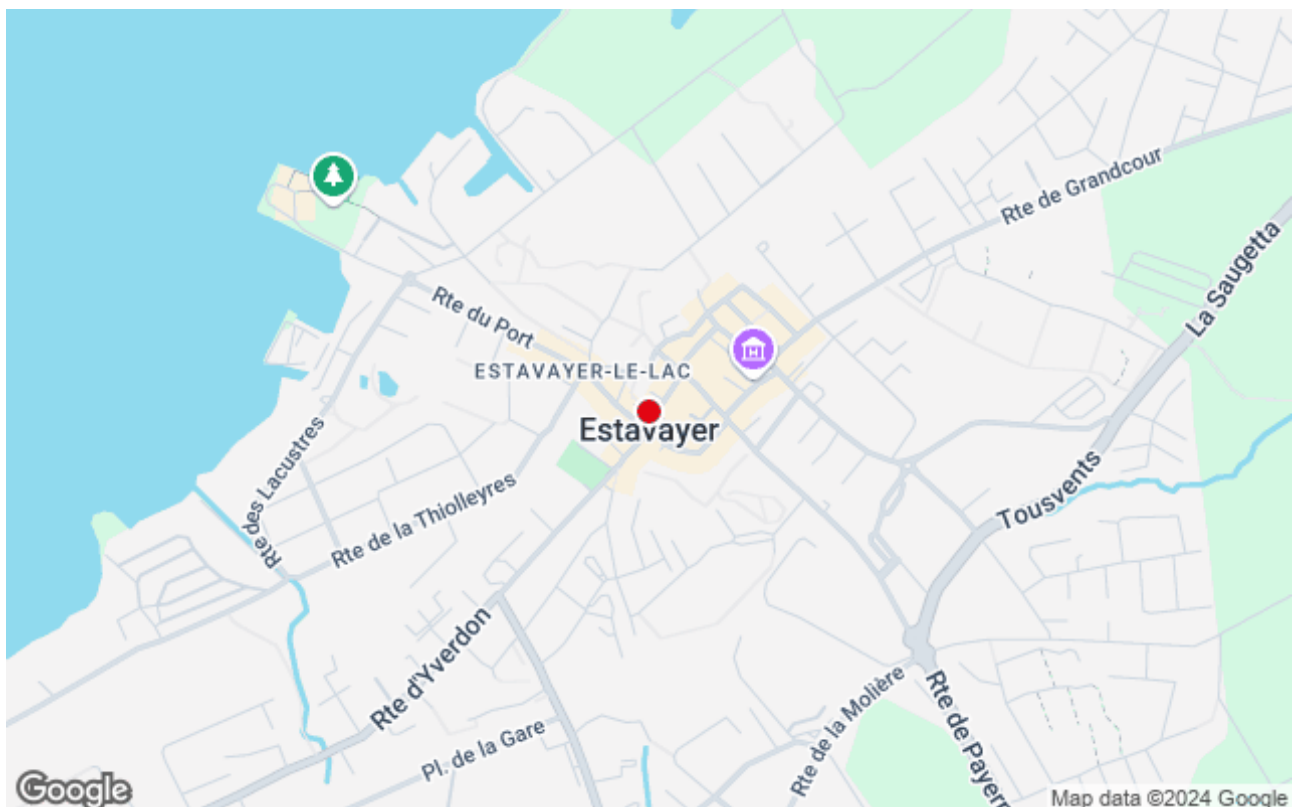 Rte de Grandcour
La Saugetta
Rte du Port
ESTAVAYER-LE-LAC
Estavayer
Rte des Lacustres
Rte de la Thiolleyres
Tousvents
Rte d'Yverdon
Pl. de la Gare
Rte de la Molière
Rte de Payern
Google
Map data ©2024 Google